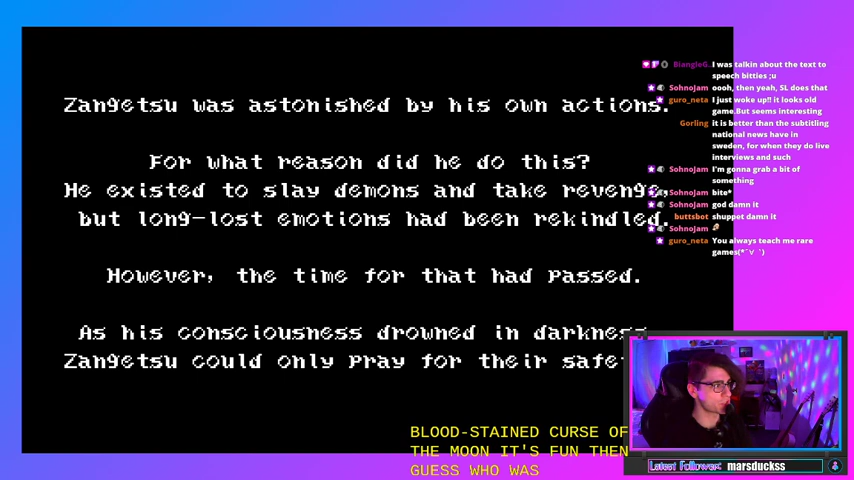 Zangetsu was astonished by his own actions.
For what reason did he do this?
He existed to slay demons and take revenge,
but long-lost emotions had been rekindled.
However, the time for that had passed.
As his consciousness drowned in darkness
Zangetsu could only pray for their
BLOOD-STAINED CURSE OF
THE MOON IT'S FUN THEN
GUESS WHO WAS
BiangleG.. I was talkin about the text to
speech bitties ;u
SohnoJam oooh, then yeah, SL does that
guro_neta I just woke up!! it looks old
game.But seems interesting
Gorling it is better than the subtitling
national news have in
sweden, for when they do live
interviews and such
SohnoJam I'm gonna grab a bit of
something
SohnoJam bite*
SohnoJam god damn it
buttsbot shuppet damn it
SohnoJam
guro_neta You always teach me rare
games(*ˇ∨ˇ)
Latest Follower: marsduckss